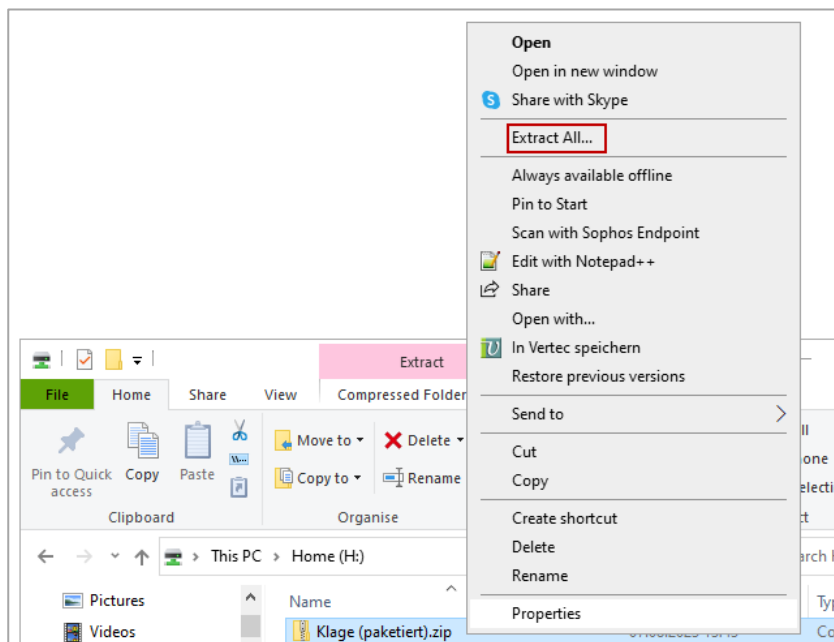 Open
Open in new window
Share with Skype
Extract All...
Always available offline
Pin to Start
Scan with Sophos Endpoint
Edit with Notepad++
Share
Open with...
In Vertec speichern
Restore previous versions
Send to
Cut
Copy
Create shortcut
Delete
Rename
Properties
Extract
File Home Share View Compressed Folder
Pin to Quick access
Copy
Paste
Move to
Copy to
Delete
Rename
Clipboard
Organise
This PC > Home (H:)
Pictures
Videos
Name
Klage (paketiert).zip